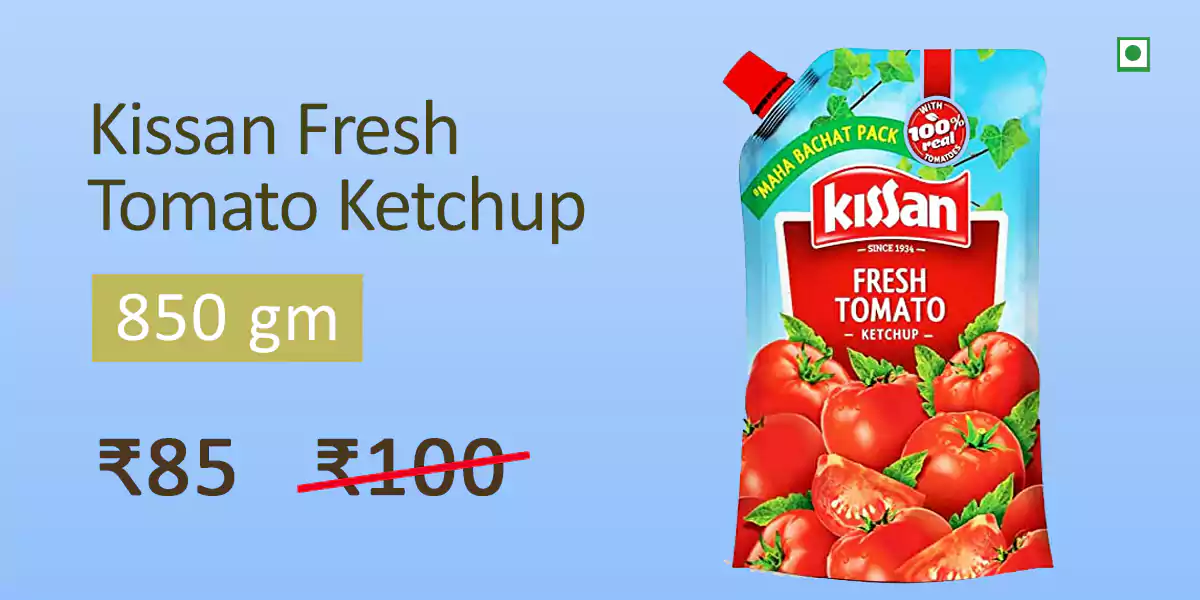 Kissan Fresh
Tomato Ketchup
850 gm
₹85 ₹100
*MAHA BACHAT PACK
WITH
100%
real
TOMATOES
kissan
SINCE 1934
FRESH
TOMATO
KETCHUP